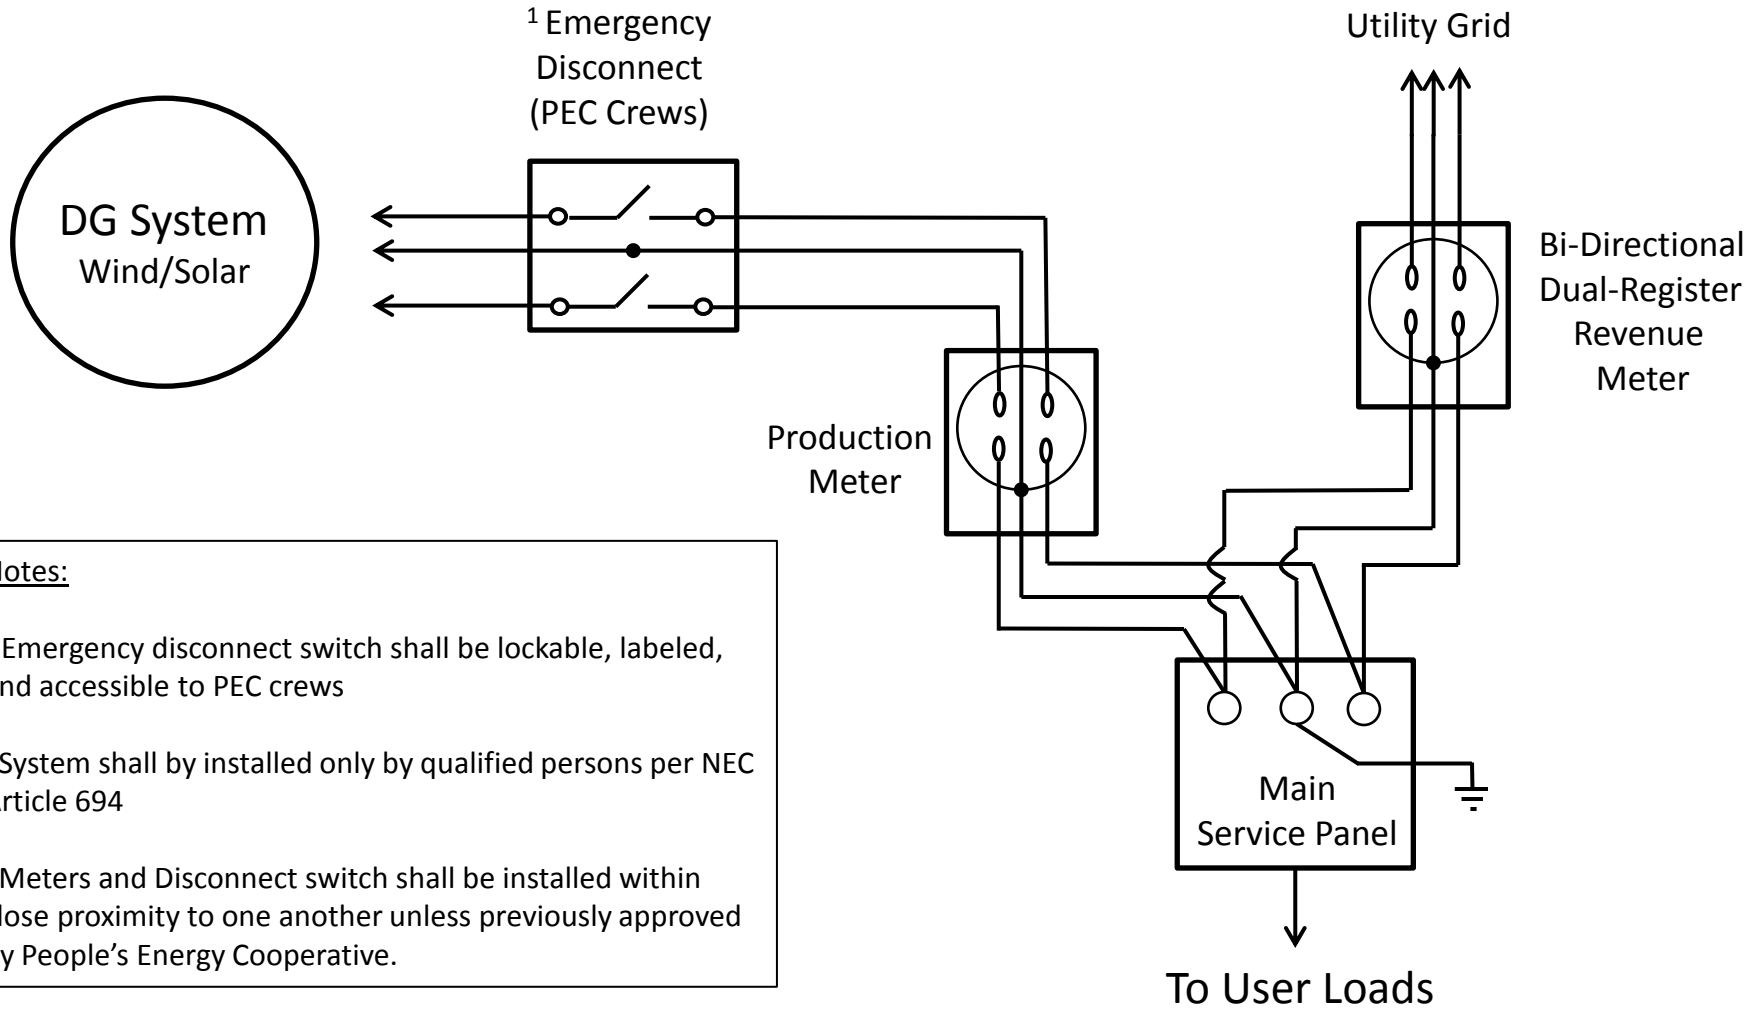 ¹ Emergency
Disconnect
(PEC Crews)
Utility Grid
DG System
Wind/Solar
Bi-Directional
Dual-Register
Revenue
Meter
Production
Meter
otes:
Emergency disconnect switch shall be lockable, labeled,
nd accessible to PEC crews
System shall by installed only by qualified persons per NEC
rticle 694
Meters and Disconnect switch shall be installed within
lose proximity to one another unless previously approved
y People’s Energy Cooperative.
Main
Service Panel
To User Loads